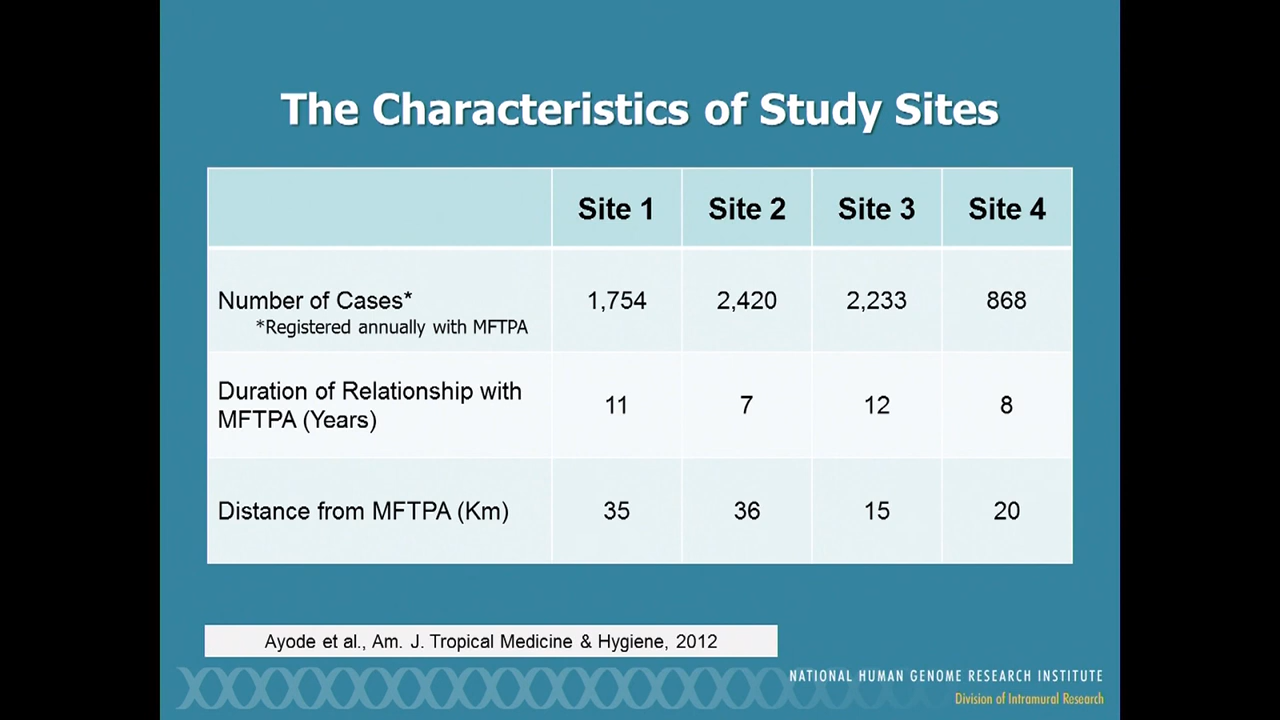 The Characteristics of Study Sites
Site 1 Site 2 Site 3 Site 4
Number of Cases* 1,754 2,420 2,233 868
*Registered annually with MFTPA
Duration of Relationship with
MFTPA (Years) 11 7 12 8
Distance from MFTPA (Km) 35 36 15 20
Ayode et al., Am. J. Tropical Medicine & Hygiene, 2012
NATIONAL HUMAN GENOME RESEARCH INSTITUTE
Division of Intramural Research